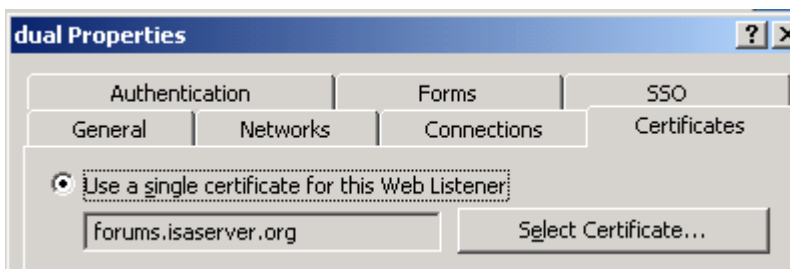 dual Properties
Authentication Forms SSO
General Networks Connections Certificates
Use a single certificate for this Web Listener
forums.isaserver.org Select Certificate...